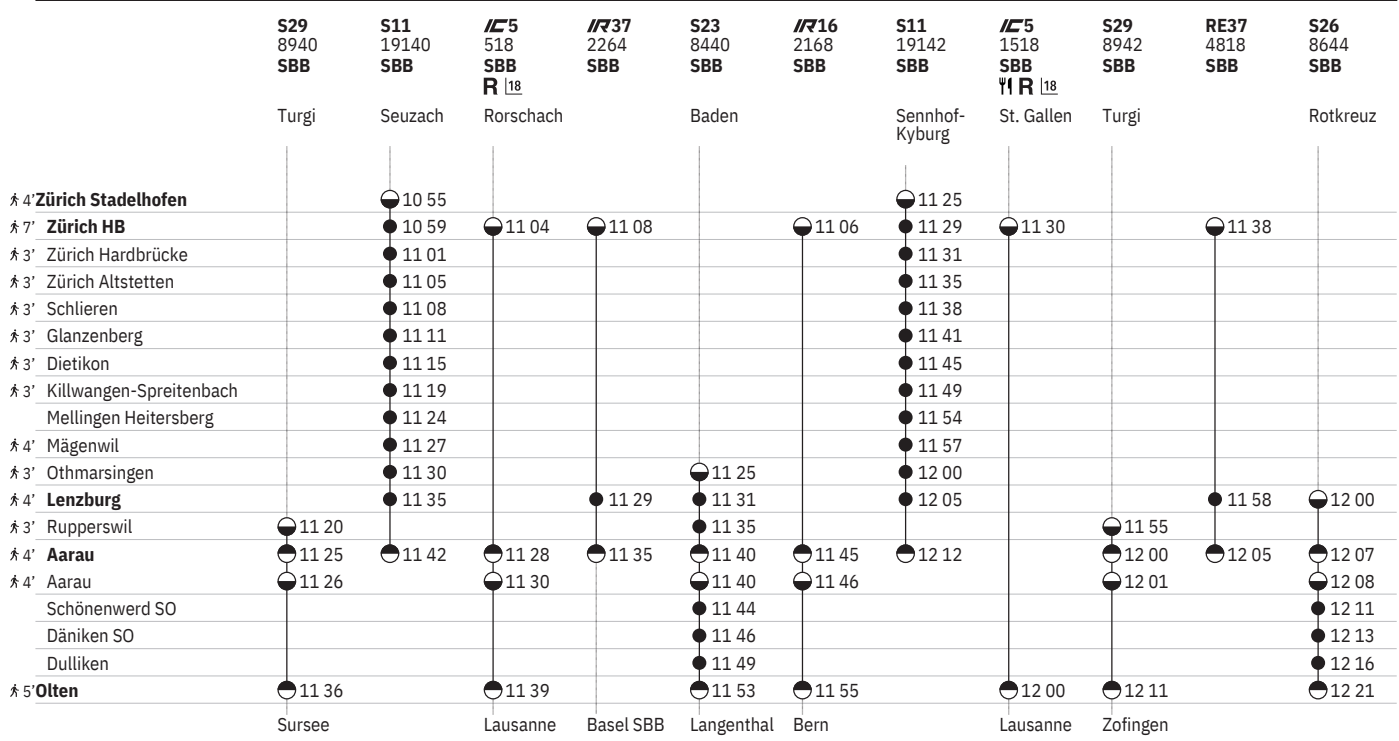 S29 S11 IC5 IR37 S23 IR16 S11 IC5 S29 RE37 S26
8940 19140 518 2264 8440 2168 19142 1518 8942 4818 8644
SBB SBB SBB SBB SBB SBB SBB SBB SBB SBB SBB
R 18 R 18
Turgi Seuzach Rorschach Baden Sennhof- St. Gallen Turgi Rotkreuz
Kyburg
4’ Zürich Stadelhofen 10 55 11 25
7’ Zürich HB 10 59 11 04 11 08 11 06 11 29 11 30 11 38
3’ Zürich Hardbrücke 11 01 11 31
3’ Zürich Altstetten 11 05 11 35
3’ Schlieren 11 08 11 38
3’ Glanzenberg 11 11 11 41
3’ Dietikon 11 15 11 45
3’ Killwangen-Spreitenbach 11 19 11 49
Mellingen Heitersberg 11 24 11 54
4’ Mägenwil 11 27 11 57
3’ Othmarsingen 11 30 11 25 12 00
4’ Lenzburg 11 35 11 29 11 31 12 05 11 58 12 00
3’ Rupperswil 11 20 11 35 11 55
4’ Aarau 11 25 11 42 11 28 11 35 11 40 11 45 12 12 12 00 12 05 12 07
4’ Aarau 11 26 11 30 11 40 11 46 12 01 12 08
Schönenwerd SO 11 44 12 11
Däniken SO 11 46 12 13
Dulliken 11 49 12 16
5’ Olten 11 36 11 39 11 53 11 55 12 00 12 11 12 21
Sursee Lausanne Basel SBB Langenthal Bern Lausanne Zofingen